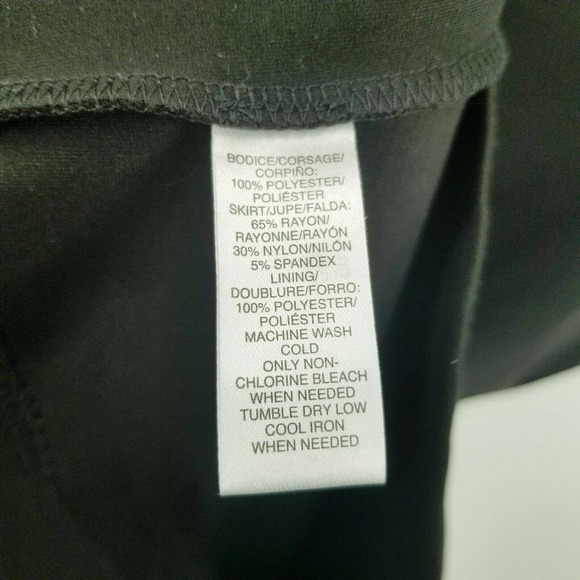 BODICE/CORSAGE/
CORPIÑO:
100% POLYESTER/
POLIÉSTER
SKIRT/JUPE/FALDA:
65% RAYON/
RAYONNE/RAYÓN
30% NYLON/NILÓN
5% SPANDEX
LINING/
DOUBLURE/FORRO:
100% POLYESTER/
POLIÉSTER
MACHINE WASH
COLD
ONLY NON-
CHLORINE BLEACH
WHEN NEEDED
TUMBLE DRY LOW
COOL IRON
WHEN NEEDED